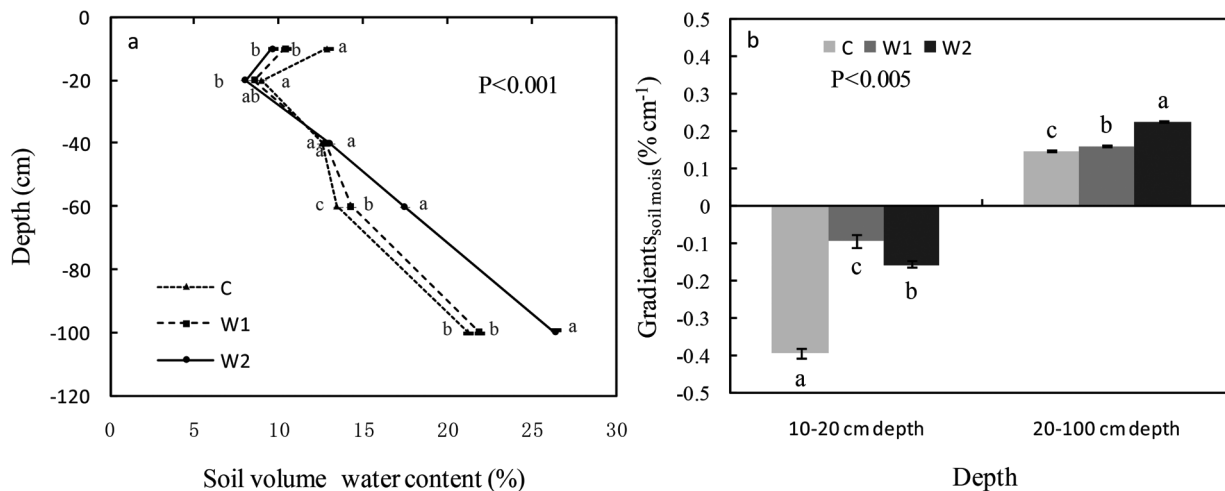 a
P<0.001
10
0
-20
-40
-60
-80
-100
-120
Depth (cm)
b b a
b a
ab
a a
a
c b a
b b a
C
W1
W2
0 5 10 15 20 25 30
Soil volume water content (%)
b
C W1 W2
P<0.005
0.5
0.4
0.3
0.2
0.1
0
-0.1
-0.2
-0.3
-0.4
-0.5
Gradients soil mois (% cm⁻¹)
c b a
c
b
a
10-20 cm depth 20-100 cm depth
Depth